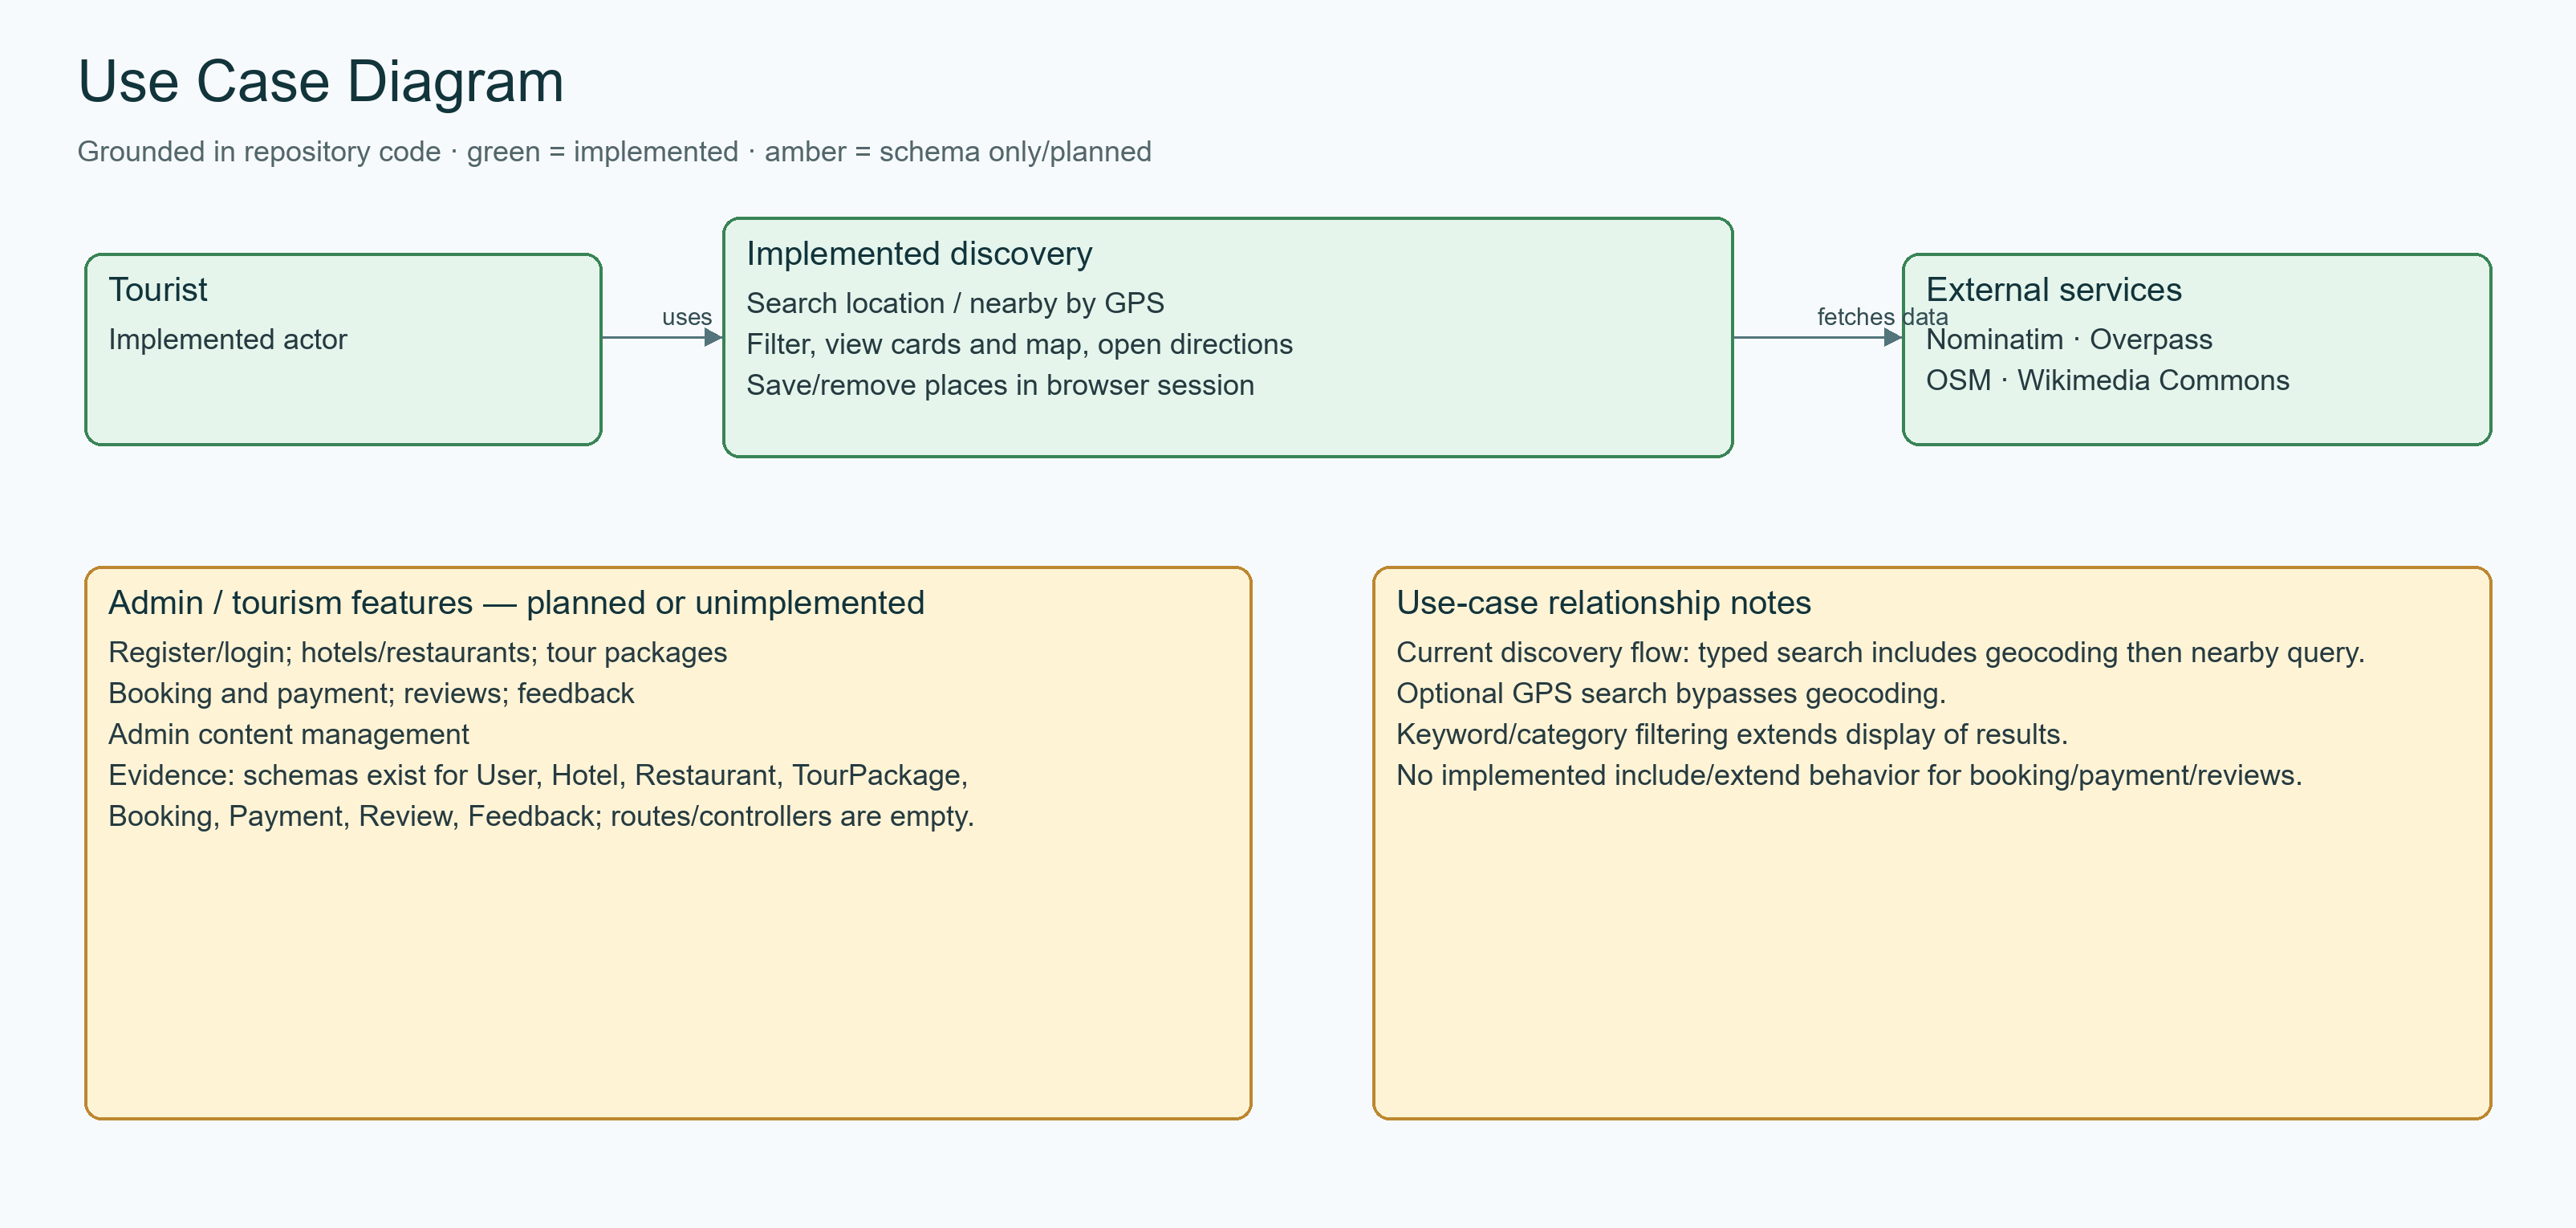 Use Case Diagram
Grounded in repository code · green = implemented · amber = schema only/planned
Tourist
Implemented actor
uses
Implemented discovery
Search location / nearby by GPS
Filter, view cards and map, open directions
Save/remove places in browser session
fetches data
External services
Nominatim · Overpass
OSM · Wikimedia Commons
Admin / tourism features — planned or unimplemented
Register/login; hotels/restaurants; tour packages
Booking and payment; reviews; feedback
Admin content management
Evidence: schemas exist for User, Hotel, Restaurant, TourPackage,
Booking, Payment, Review, Feedback; routes/controllers are empty.
Use-case relationship notes
Current discovery flow: typed search includes geocoding then nearby query.
Optional GPS search bypasses geocoding.
Keyword/category filtering extends display of results.
No implemented include/extend behavior for booking/payment/reviews.